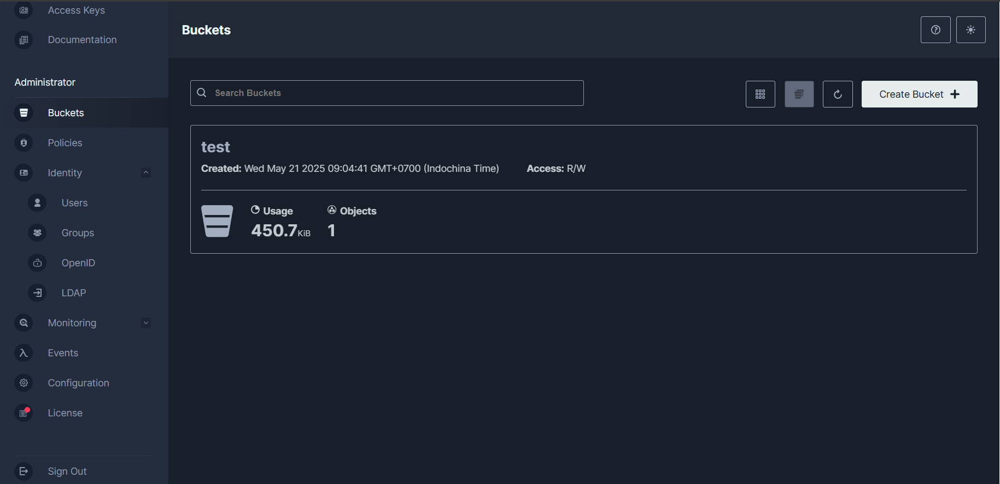 Access Keys
Documentation
Administrator
Buckets
Policies
Identity
Users
Groups
OpenID
LDAP
Monitoring
Events
Configuration
License
Sign Out
Buckets
Search Buckets
Create Bucket
test
Created: Wed May 21 2025 09:04:41 GMT+0700 (Indochina Time) Access: R/W
Usage Objects
450.7KiB 1